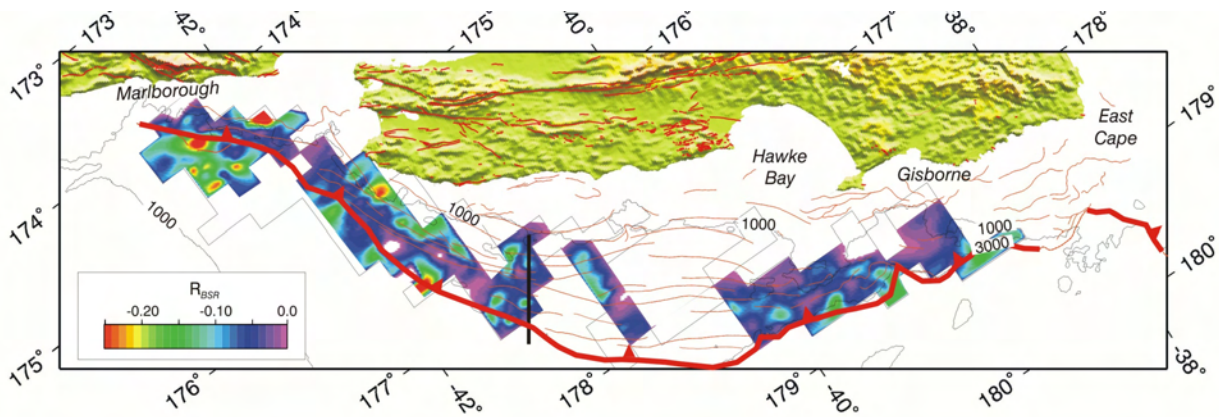 173° 42° 174° 175 40° 176 177 38° 178
173°
179°
Marlborough
East
Cape
Hawke
Bay
Gisborne
174°
1000
1000
1000
1000
3000
180°
R_BSR
-0.20 -0.10 0.0
175°
-38°
176° 177° -42° 178° 179° -40° 180°